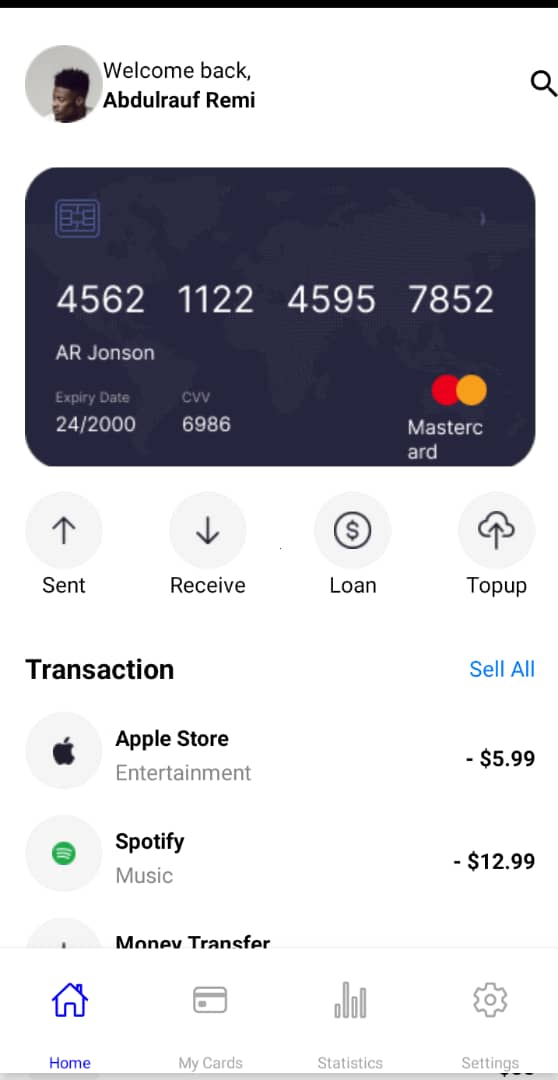 Welcome back,
Abdulrauf Remi
4562 1122 4595 7852
AR Jonson
Expiry Date CVV
24/2000 6986
Masterc
ard
Sent Receive Loan Topup
Transaction Sell All
Apple Store
Entertainment
- $5.99
Spotify
Music
- $12.99
Money Transfer
Home My Cards Statistics Settings